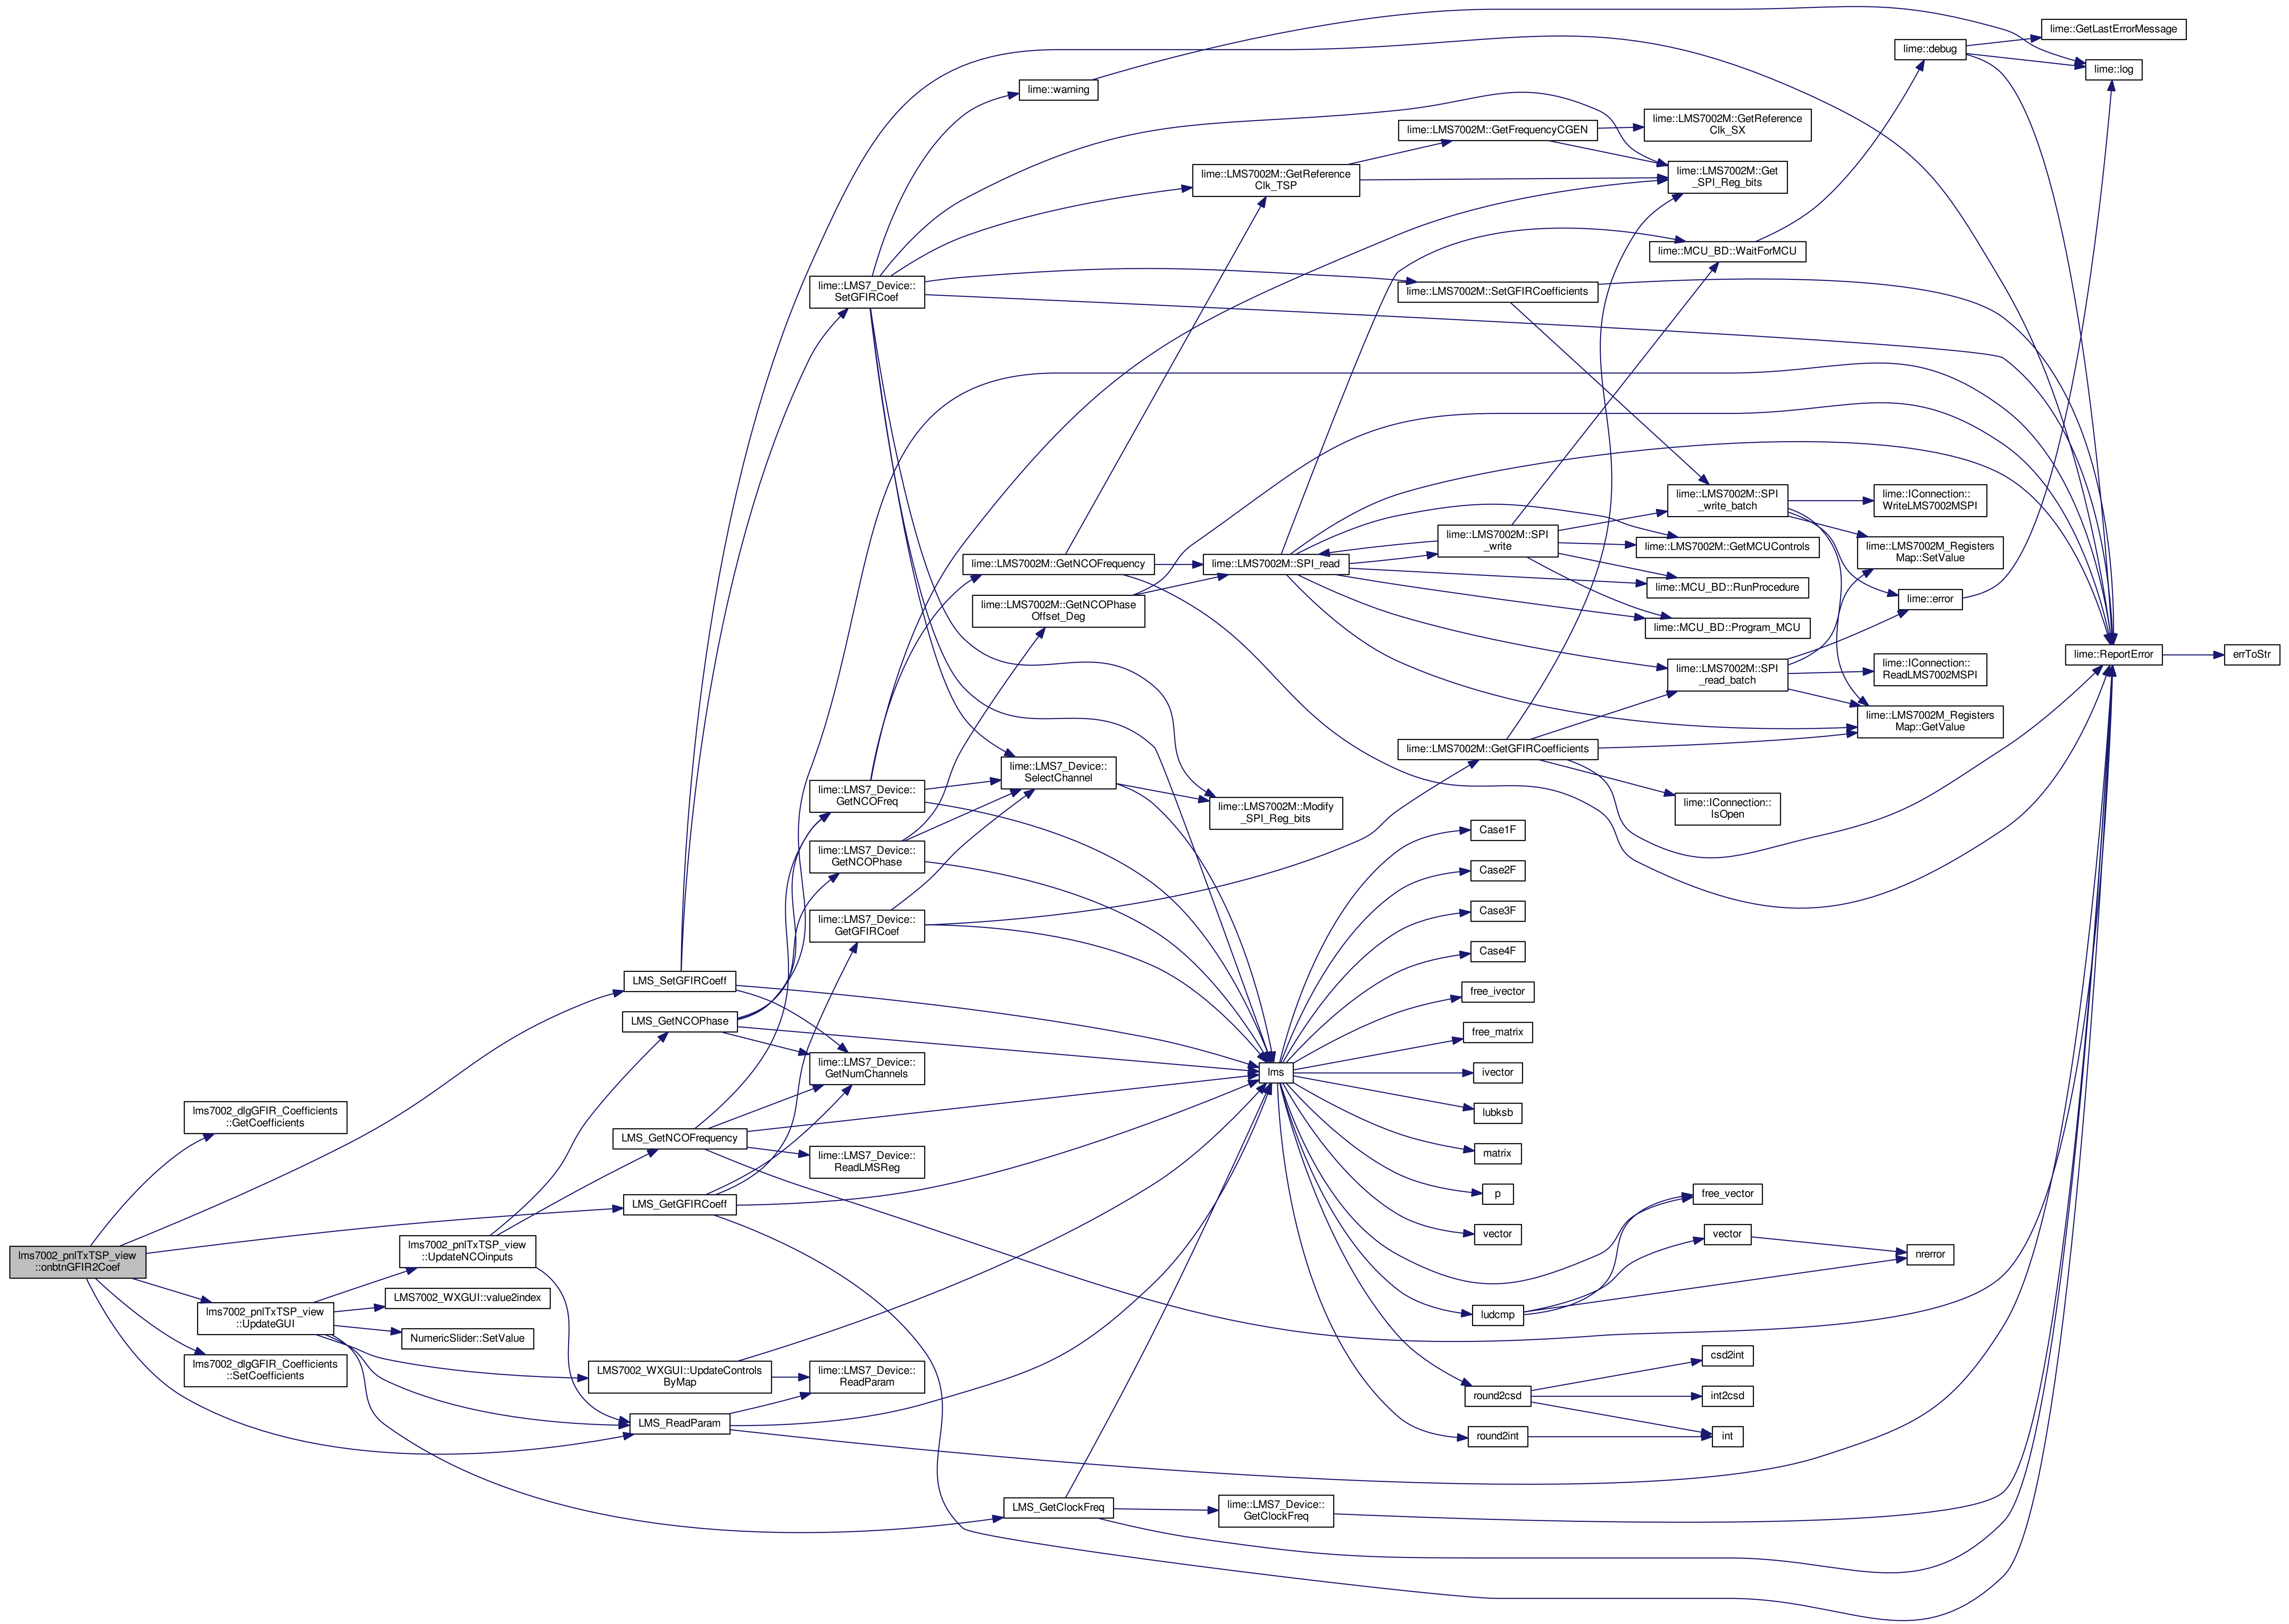 lime::GetLastErrorMessage
lime::debug
lime::log
lime::warning
lime::LMS7002M::GetReference
Clk_SX
lime::LMS7002M::GetFrequencyCGEN
lime::LMS7002M::GetReference
Clk_TSP
lime::LMS7002M::Get
_SPI_Reg_bits
lime::MCU_BD::WaitForMCU
lime::LMS7_Device::
SetGFIRCoef
lime::LMS7002M::SetGFIRCoefficients
lime::LMS7002M::SPI
_write_batch
lime::IConnection::
WriteLMS7002MSPI
lime::LMS7002M::SPI
_write
lime::LMS7002M::GetMCUControls
lime::LMS7002M_Registers
Map::SetValue
lime::LMS7002M::GetNCOFrequency
lime::LMS7002M::SPI_read
lime::MCU_BD::RunProcedure
lime::LMS7002M::GetNCOPhase
Offset_Deg
lime::error
lime::MCU_BD::Program_MCU
lime::ReportError
errToStr
lime::LMS7002M::SPI
_read_batch
lime::IConnection::
ReadLMS7002MSPI
lime::LMS7002M_Registers
Map::GetValue
lime::LMS7002M::GetGFIRCoefficients
lime::LMS7_Device::
SelectChannel
lime::LMS7_Device::
GetNCOFreq
lime::LMS7002M::Modify
_SPI_Reg_bits
lime::IConnection::
IsOpen
Case1F
lime::LMS7_Device::
GetNCOPhase
Case2F
lime::LMS7_Device::
GetGFIRCoef
Case3F
Case4F
LMS_SetGFIRCoeff
free_ivector
LMS_GetNCOPhase
free_matrix
lime::LMS7_Device::
GetNumChannels
lms
ivector
lms7002_dlgGFIR_Coefficients
::GetCoefficients
lubksb
LMS_GetNCOFrequency
matrix
lime::LMS7_Device::
ReadLMSReg
p
free_vector
LMS_GetGFIRCoeff
vector
vector
lms7002_pnlTxTSP_view
::onbtnGFIR2Coef
lms7002_pnlTxTSP_view
::UpdateNCOinputs
nrerror
LMS7002_WXGUI::value2index
lms7002_pnlTxTSP_view
::UpdateGUI
ludcmp
NumericSlider::SetValue
csd2int
lms7002_dlgGFIR_Coefficients
::SetCoefficients
LMS7002_WXGUI::UpdateControls
ByMap
lime::LMS7_Device::
ReadParam
round2csd
int2csd
LMS_ReadParam
round2int
int
LMS_GetClockFreq
lime::LMS7_Device::
GetClockFreq